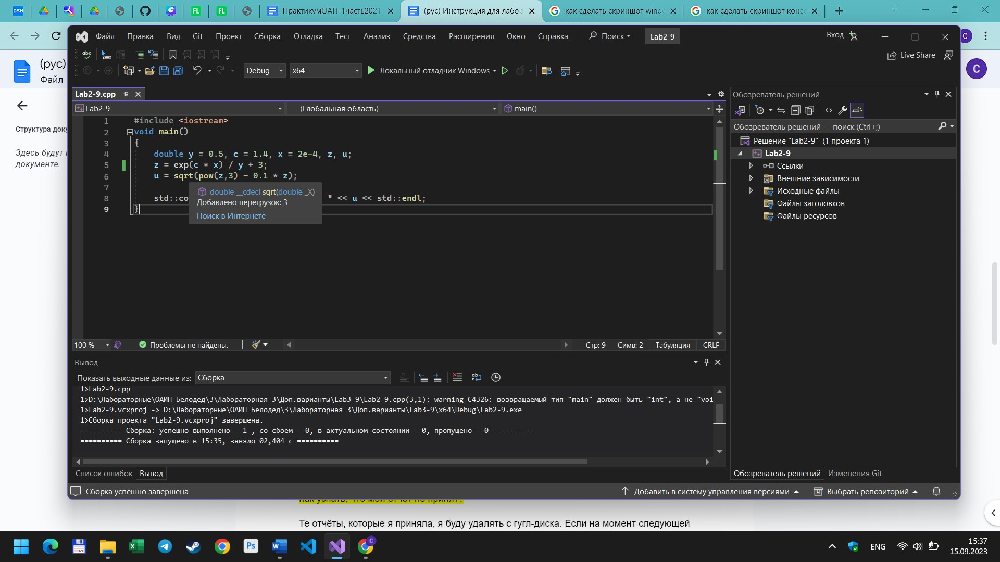 DSM
FL
FL
ПрактикумОАП-1часть2021
(рус) Инструкция для лабор
как сделать скриншот windo
как сделать скриншот консо
Файл Правка Вид Git Проект Сборка Отладка Тест Анализ Средства Расширения Окно Справка Поиск Lab2-9 Вход
C
abc
Live Share
(рус)
Файл
C
Debug x64 Локальный отладчик Windows
Lab2-9.cpp
Обозреватель решений
Lab2-9 (Глобальная область) main()
Структура доку
Здесь будут
документе.
1 #include <iostream>
2 void main()
3 {
4 double y = 0.5, c = 1.4, x = 2e-4, z, u;
5 z = exp(c * x) / y + 3;
6 u = sqrt(pow(z,3) - 0.1 * z);
7
8 std::co " << u << std::endl;
9 }
double __cdecl sqrt(double _X)
Добавлено перегрузок: 3
Поиск в Интернете
Обозреватель решений — поиск (Ctrl+;)
Решение "Lab2-9" (1 проекта 1)
Lab2-9
Ссылки
Внешние зависимости
Исходные файлы
Файлы заголовков
Файлы ресурсов
100 % Проблемы не найдены. Стр: 9 Симв: 2 Табуляция CRLF
Вывод
Показать выходные данные из: Сборка
1>Lab2-9.cpp
1>D:\Лабораторные\ОАИП Белодед\3\Лабораторная 3\Доп.варианты\Lab3-9\Lab2-9.cpp(3,1): warning C4326: возвращаемый тип "main" должен быть "int", а не "voi
1>Lab2-9.vcxproj -> D:\Лабораторные\ОАИП Белодед\3\Лабораторная 3\Доп.варианты\Lab3-9\x64\Debug\Lab2-9.exe
1>Сборка проекта "Lab2-9.vcxproj" завершена.
========== Сборка: успешно выполнено — 1 , со сбоем — 0, в актуальном состоянии — 0, пропущено — 0 ==========
========== Сборка запущено в 15:35, заняло 02,404 с ==========
Список ошибок Вывод
Обозреватель решений Изменения Git
Сборка успешно завершена
Добавить в систему управления версиями Выбрать репозиторий
Как узнать, что мой отчёт не принят?
Те отчёты, которые я приняла, я буду удалять с гугл-диска. Если на момент следующей
64
Ps
C
ENG
15:37
15.09.2023